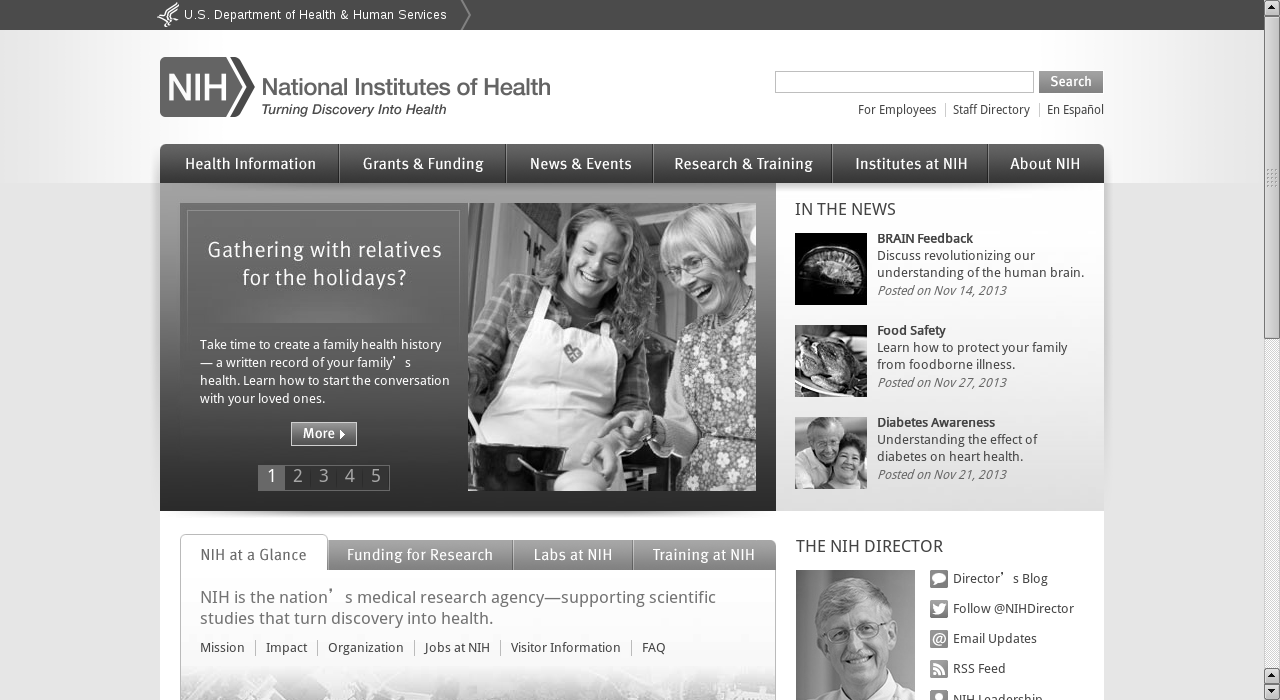 U.S. Department of Health & Human Services
NIH
National Institutes of Health
Turning Discovery Into Health
Search
For Employees
Staff Directory
En Español
Health Information
Grants & Funding
News & Events
Research & Training
Institutes at NIH
About NIH
Gathering with relatives
for the holidays?
Take time to create a family health history
— a written record of your family’s
health. Learn how to start the conversation
with your loved ones.
More
1 2 3 4 5
IN THE NEWS
BRAIN Feedback
Discuss revolutionizing our
understanding of the human brain.
Posted on Nov 14, 2013
Food Safety
Learn how to protect your family
from foodborne illness.
Posted on Nov 27, 2013
Diabetes Awareness
Understanding the effect of
diabetes on heart health.
Posted on Nov 21, 2013
NIH at a Glance
Funding for Research
Labs at NIH
Training at NIH
NIH is the nation’s medical research agency—supporting scientific
studies that turn discovery into health.
Mission
Impact
Organization
Jobs at NIH
Visitor Information
FAQ
THE NIH DIRECTOR
Director’s Blog
Follow @NIHDirector
Email Updates
RSS Feed
NIH Leadership